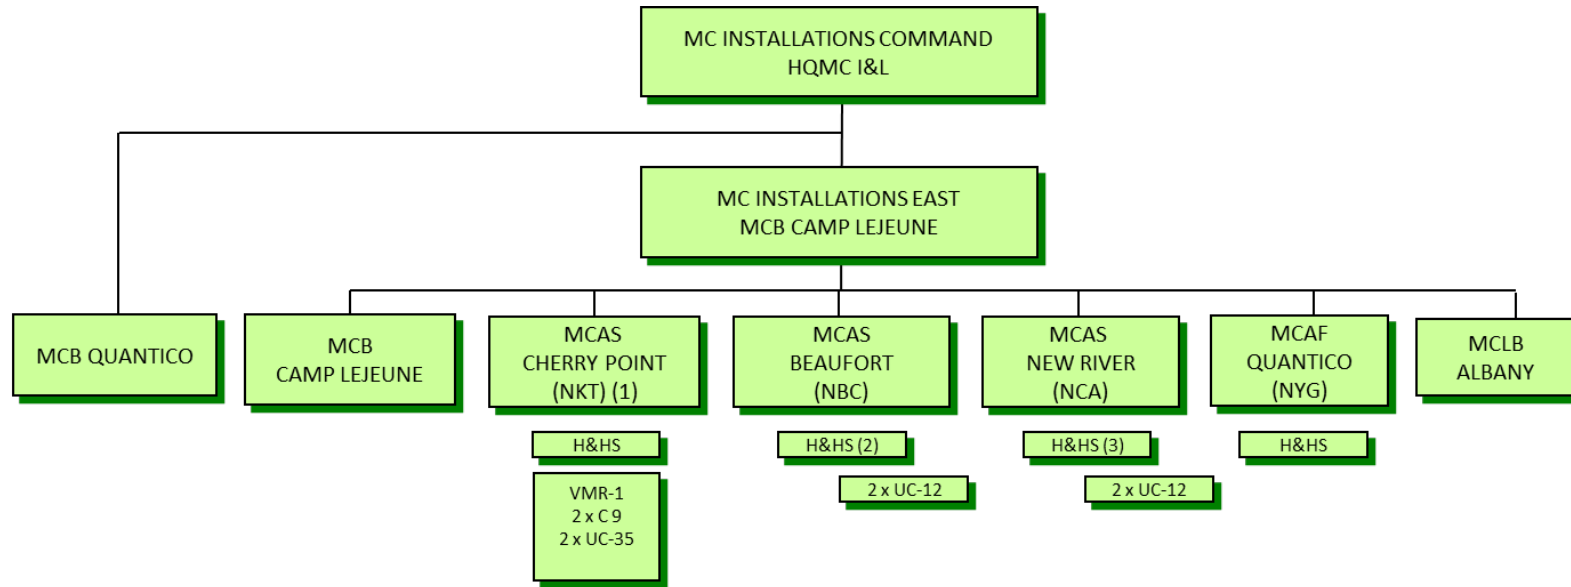 MC INSTALLATIONS COMMAND
HQMC I&L
MC INSTALLATIONS EAST
MCB CAMP LEJEUNE
MCB QUANTICO
MCB
CAMP LEJEUNE
MCAS
CHERRY POINT
(NKT) (1)
MCAS
BEAUFORT
(NBC)
MCAS
NEW RIVER
(NCA)
MCAF
QUANTICO
(NYG)
MCLB
ALBANY
H&HS
H&HS (2)
H&HS (3)
H&HS
VMR-1
2 x C 9
2 x UC-35
2 x UC-12
2 x UC-12